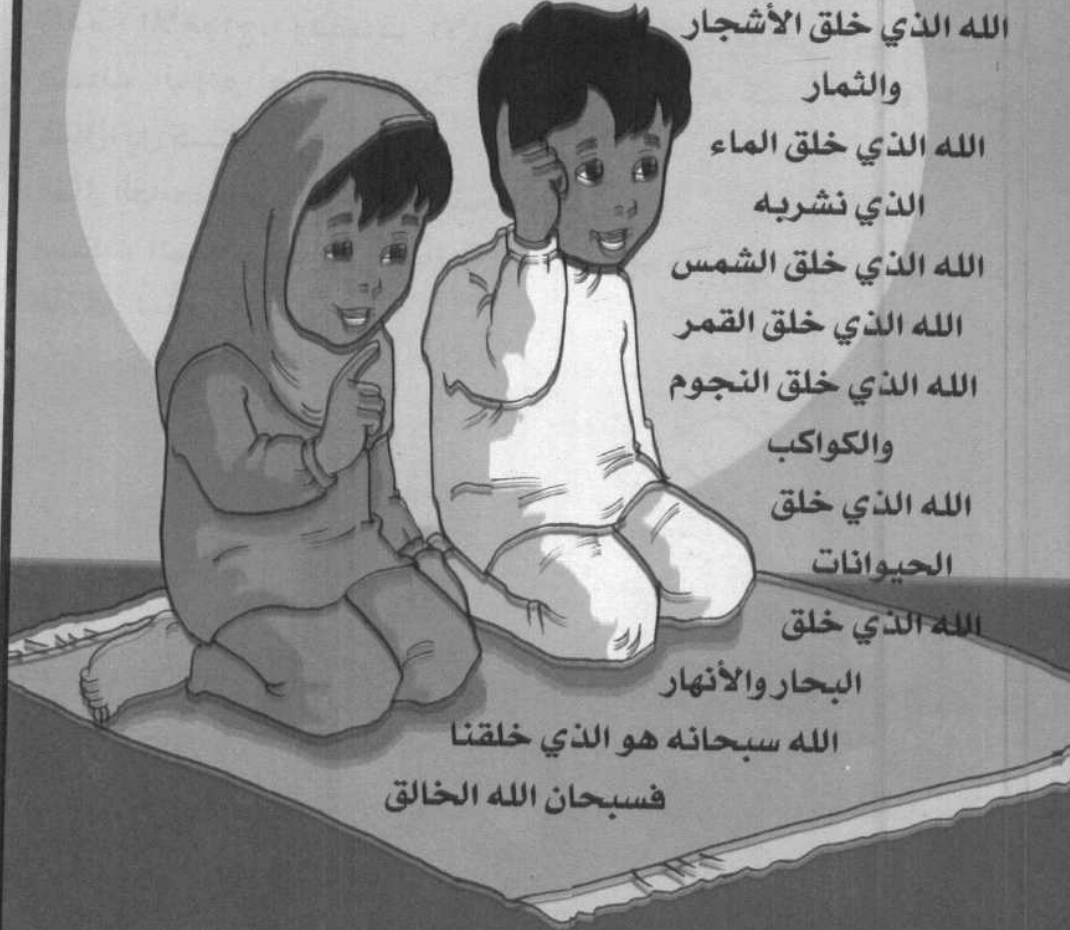 الله الذي خلق الأشجار
والثمار
الله الذي خلق الماء
الذي نشربه
الله الذي خلق الشمس
الله الذي خلق القمر
الله الذي خلق النجوم
والكواكب
الله الذي خلق
الحيوانات
الله الذي خلق
البحار والأنهار
الله سبحانه هو الذي خلقنا
فسبحان الله الخالق